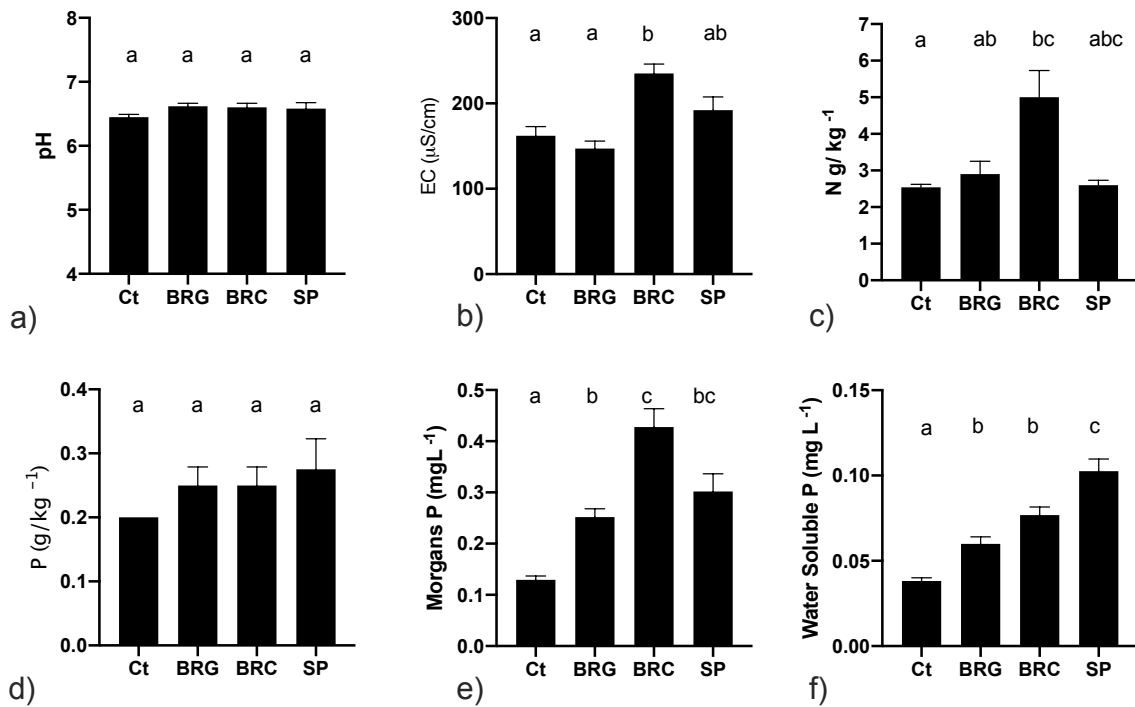 8
7
6
5
4
pH
a a a a
Ct BRG BRC SP
a)
300
200
100
0
EC (μS/cm)
a a b ab
Ct BRG BRC SP
b)
7
6
5
4
3
2
1
0
N g/ kg -1
a ab bc abc
Ct BRG BRC SP
c)
0.4
0.3
0.2
0.1
0.0
P (g/kg -1)
a a a a
Ct BRG BRC SP
d)
0.5
0.4
0.3
0.2
0.1
0.0
Morgans P (mgL-1)
a b c bc
Ct BRG BRC SP
e)
0.15
0.10
0.05
0.00
Water Soluble P (mg L-1)
a b b c
Ct BRG BRC SP
f)